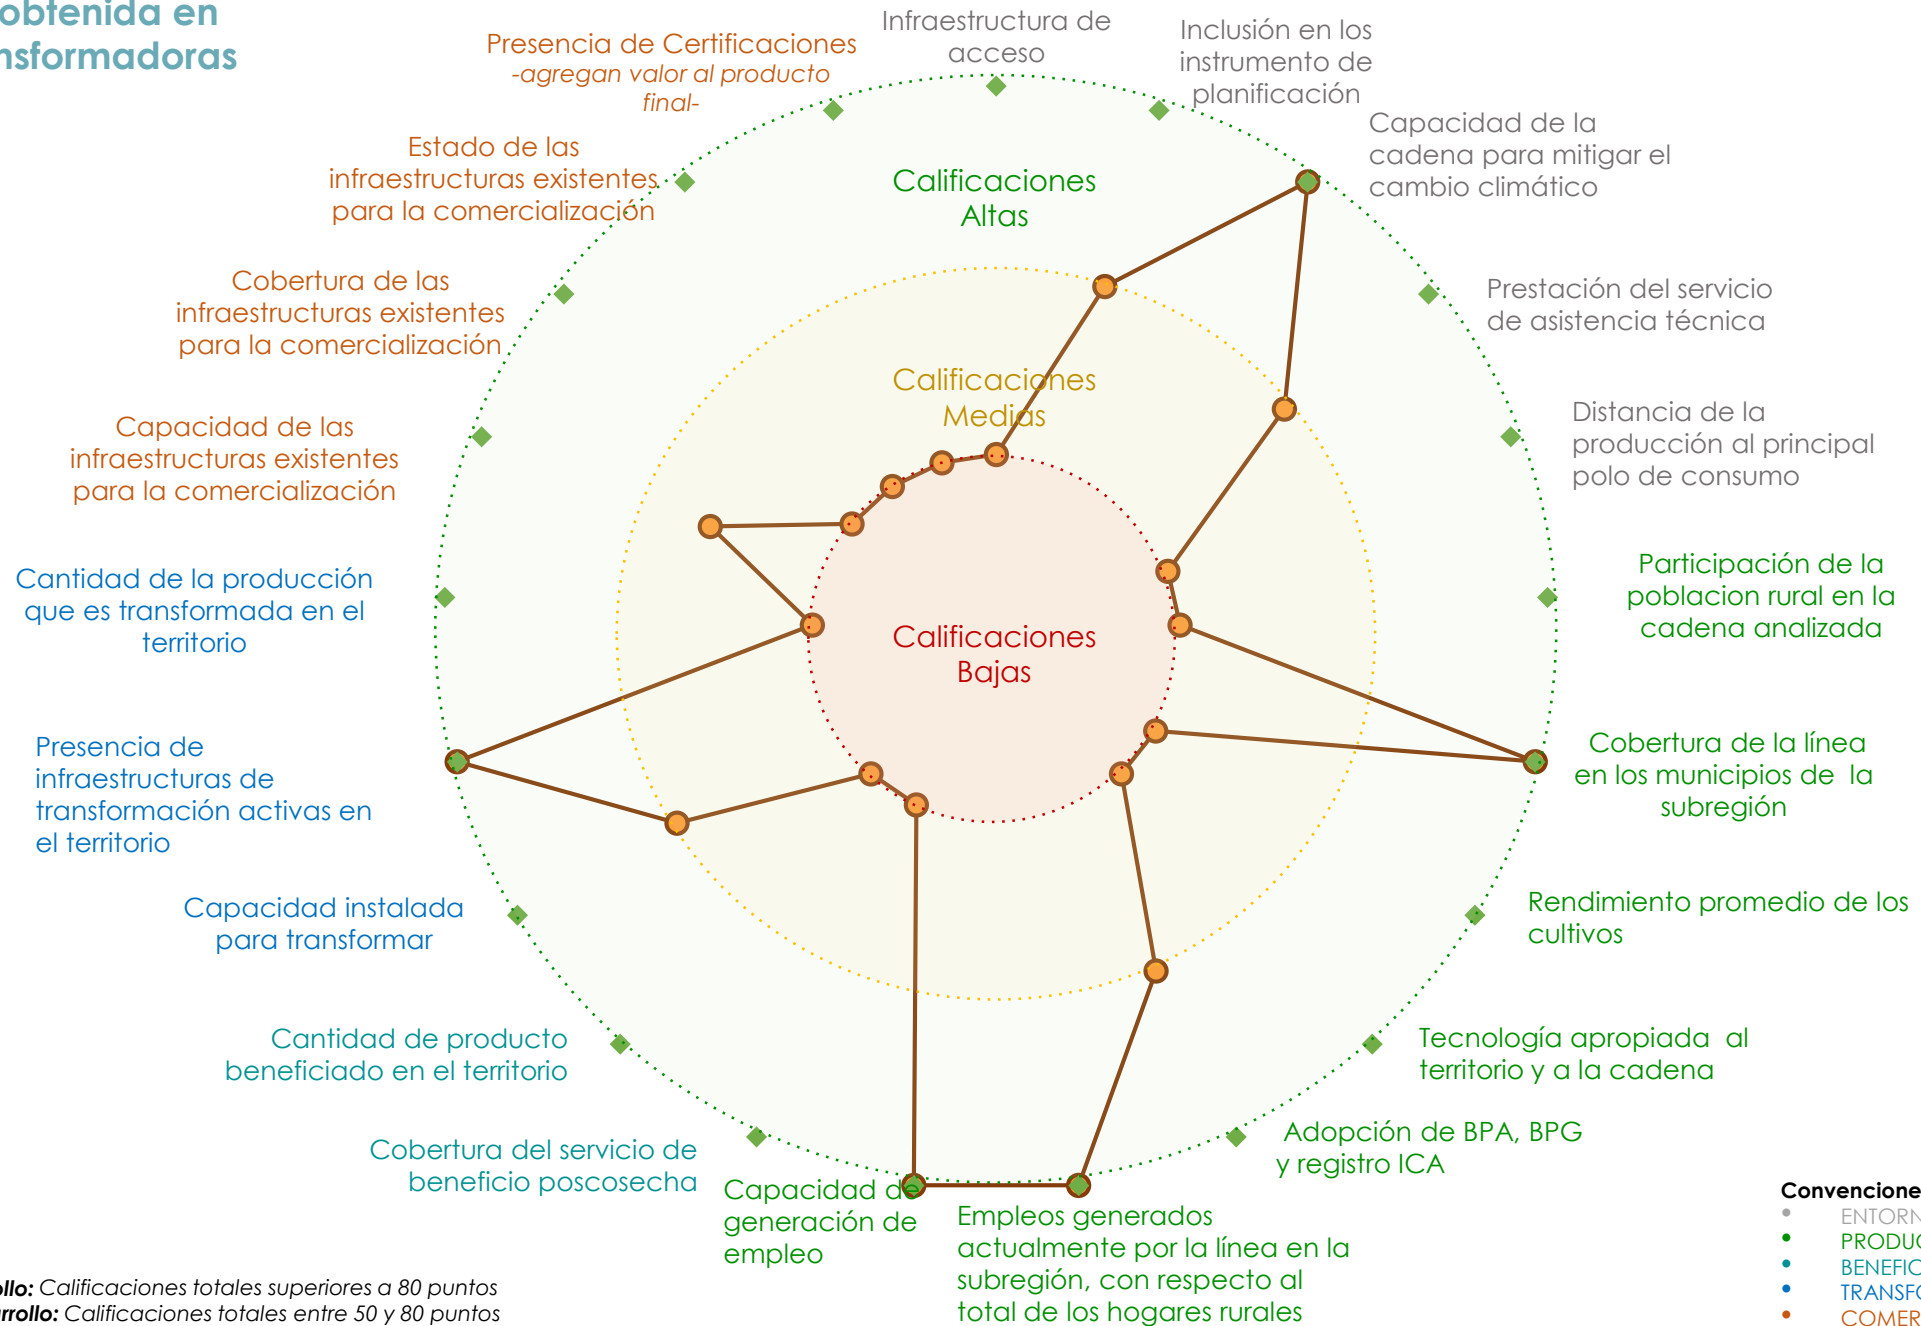 obtenida en
nsformadoras
Infraestructura de
acceso
Inclusión en los
instrumento de
planificación
Capacidad de la
cadena para mitigar el
cambio climático
Prestación del servicio
de asistencia técnica
Distancia de la
producción al principal
polo de consumo
Participación de la
poblacion rural en la
cadena analizada
Cobertura de la línea
en los municipios de la
subregión
Rendimiento promedio de los
cultivos
Tecnología apropiada al
territorio y a la cadena
Adopción de BPA, BPG
y registro ICA
Empleos generados
actualmente por la línea en la
subregión, con respecto al
total de los hogares rurales
Capacidad de
generación de
empleo
Cobertura del servicio de
beneficio poscosecha
Cantidad de producto
beneficiado en el territorio
Capacidad instalada
para transformar
Presencia de
infraestructuras de
transformación activas en
el territorio
Cantidad de la producción
que es transformada en el
territorio
Capacidad de las
infraestructuras existentes
para la comercialización
Cobertura de las
infraestructuras existentes
para la comercialización
Estado de las
infraestructuras existentes
para la comercialización
Presencia de Certificaciones
-agregan valor al producto
final-
Calificaciones
Altas
Calificaciones
Medias
Calificaciones
Bajas
ollo: Calificaciones totales superiores a 80 puntos
rrollo: Calificaciones totales entre 50 y 80 puntos
Convencione
ENTORN
PRODUC
BENEFIC
TRANSFO
COMER